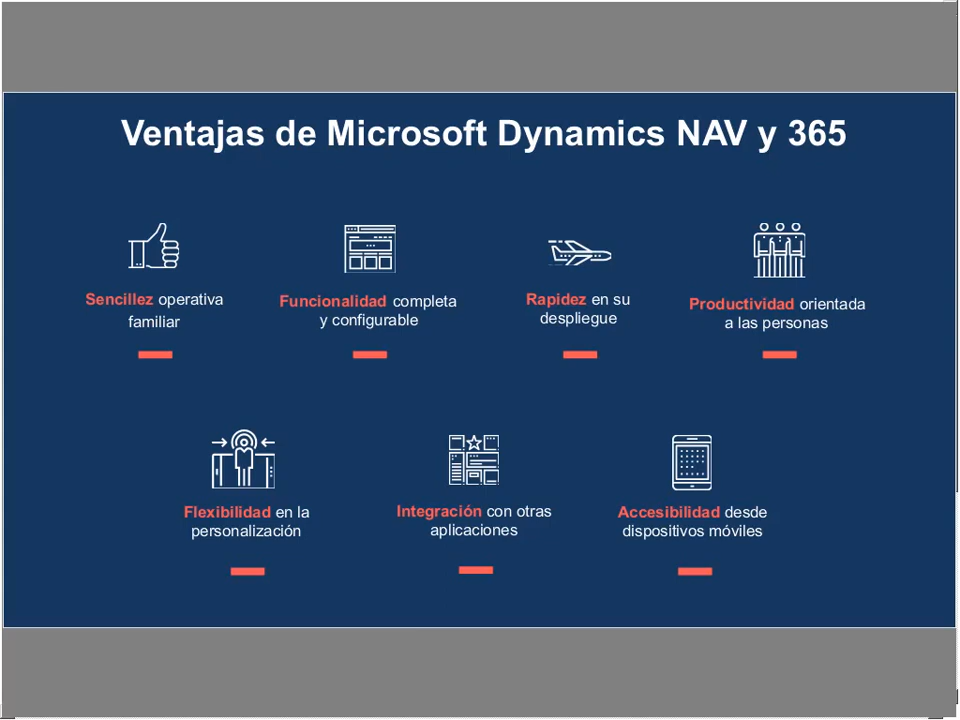 Ventajas de Microsoft Dynamics NAV y 365
Sencillez operativa
familiar
Funcionalidad completa
y configurable
Rapidez en su
despliegue
Productividad orientada
a las personas
Flexibilidad en la
personalización
Integración con otras
aplicaciones
Accesibilidad desde
dispositivos móviles